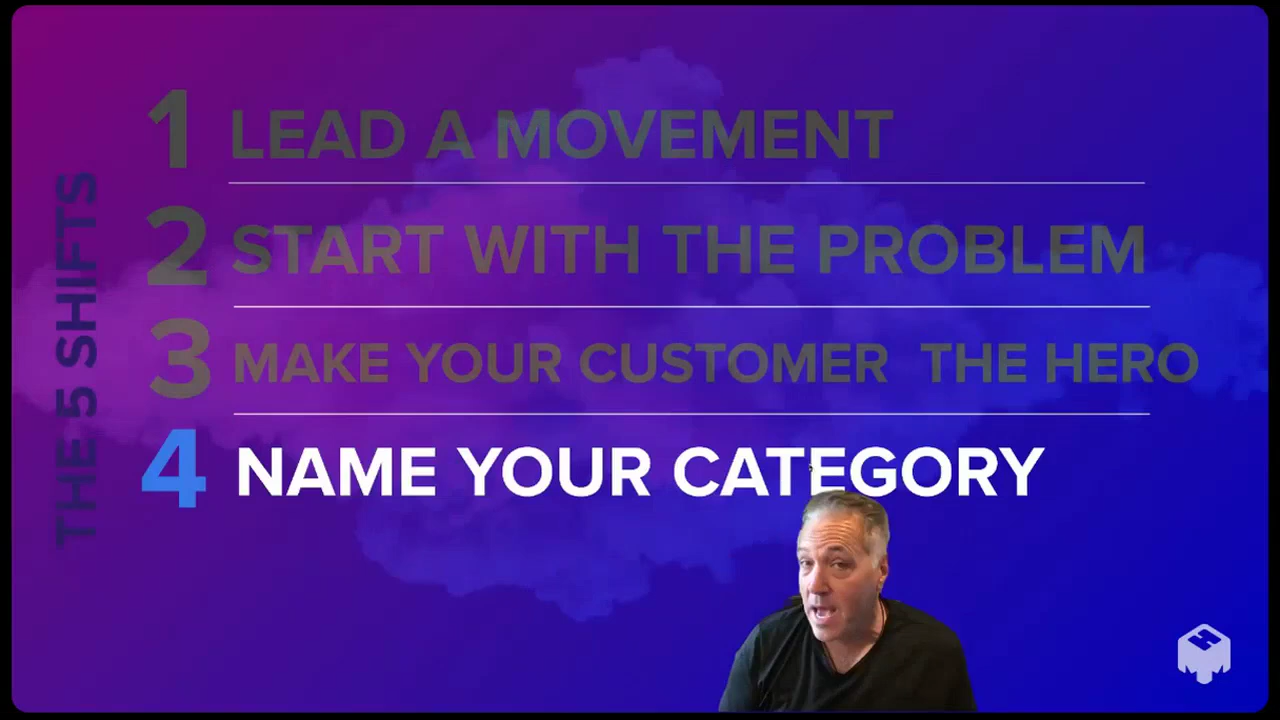 THE 5 SHIFTS
1 LEAD A MOVEMENT
2 START WITH THE PROBLEM
3 MAKE YOUR CUSTOMER THE HERO
4 NAME YOUR CATEGORY